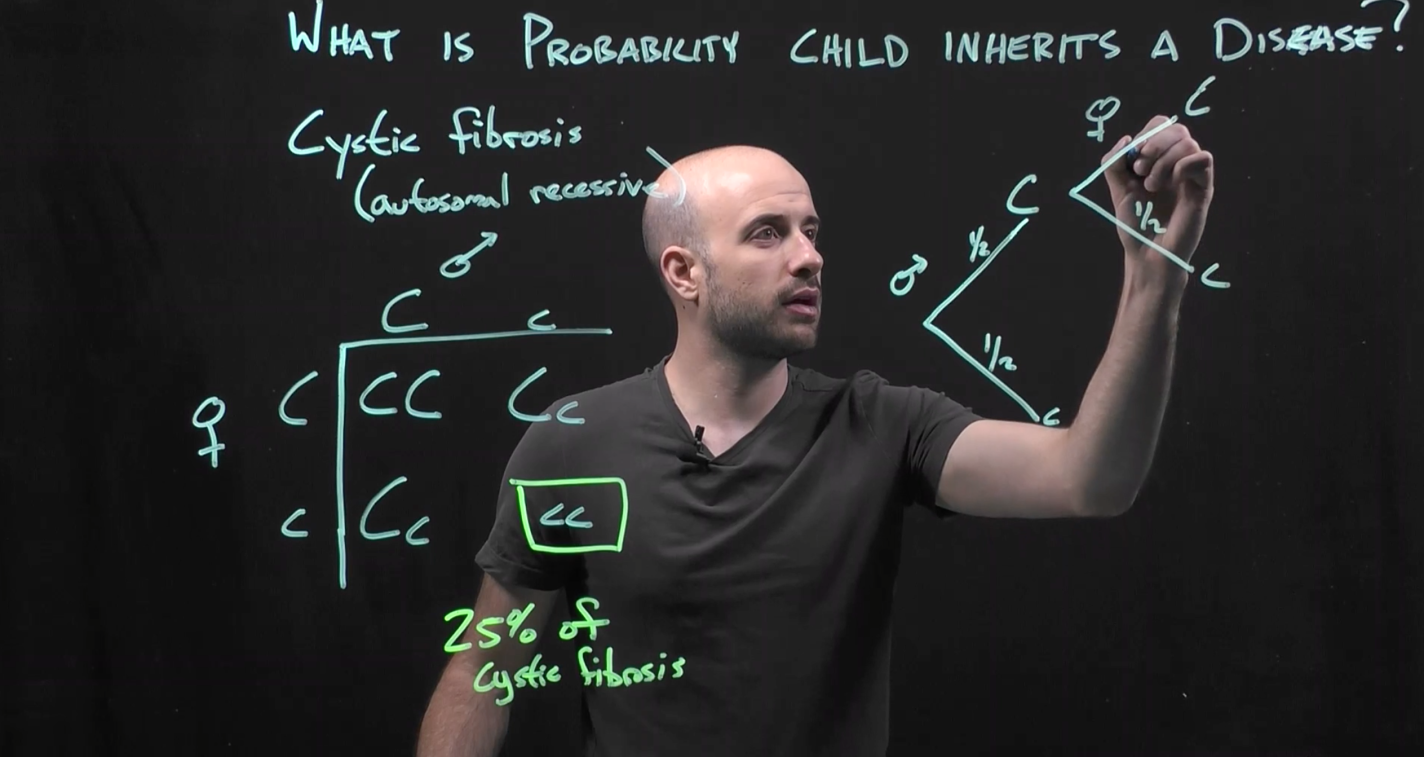 WHAT IS PROBABILITY CHILD INHERITS A DISEASE?
Cystic fibrosis
(autosomal recessive)
♂
C c
♀ C CC Cc
c Cc cc
25% of
cystic fibrosis
♂ 1/2 C
1/2 c
♀ C
1/2 c